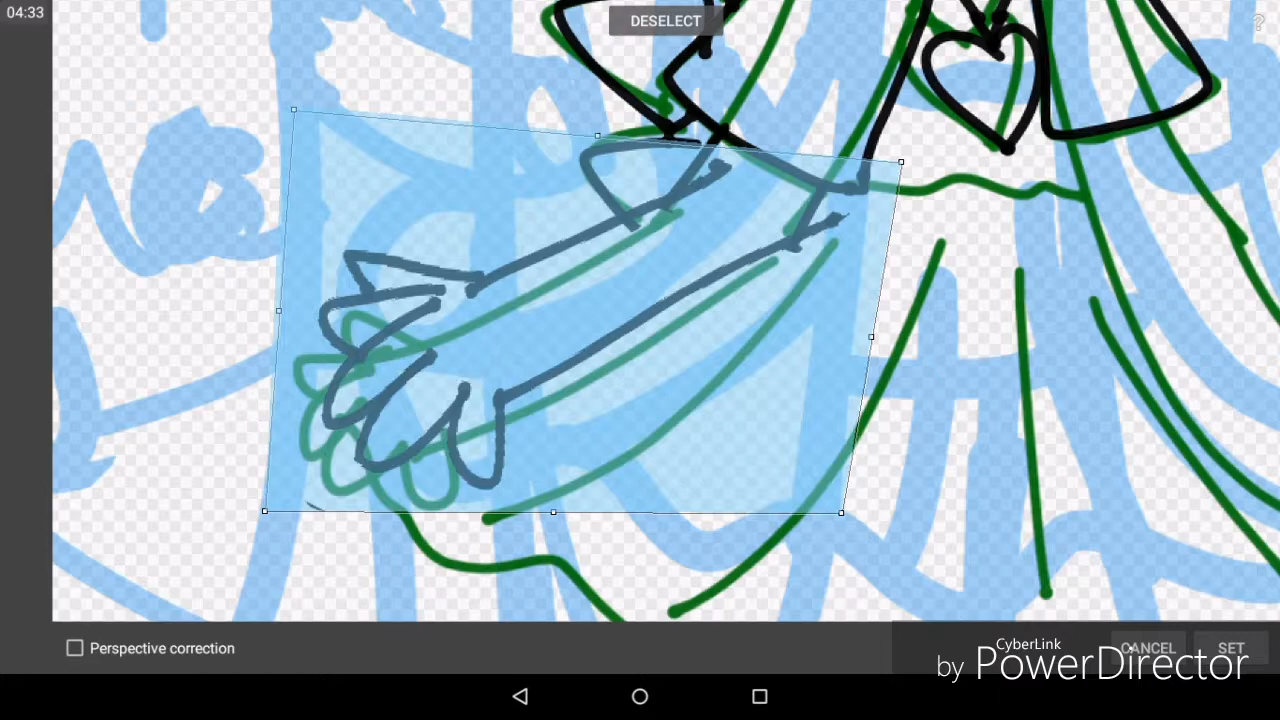 04:33
DESELECT
?
Perspective correction
CANCEL
SET
CyberLink
by PowerDirector